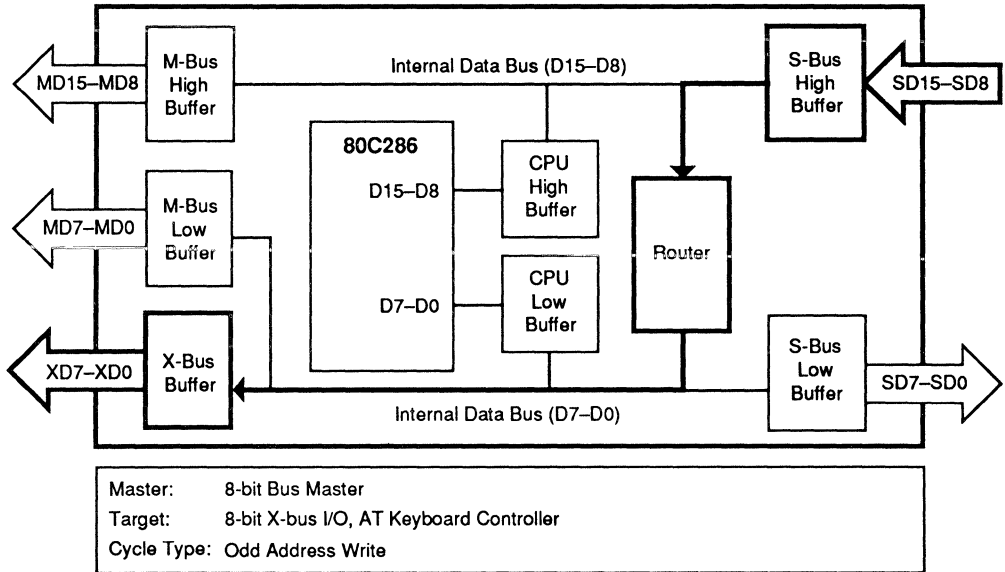 MD15–MD8
M-Bus
High
Buffer
Internal Data Bus (D15–D8)
S-Bus
High
Buffer
SD15–SD8
80C286
D15–D8
CPU
High
Buffer
MD7–MD0
M-Bus
Low
Buffer
Router
D7–D0
CPU
Low
Buffer
XD7–XD0
X-Bus
Buffer
S-Bus
Low
Buffer
SD7–SD0
Internal Data Bus (D7–D0)
Master: 8-bit Bus Master
Target: 8-bit X-bus I/O, AT Keyboard Controller
Cycle Type: Odd Address Write